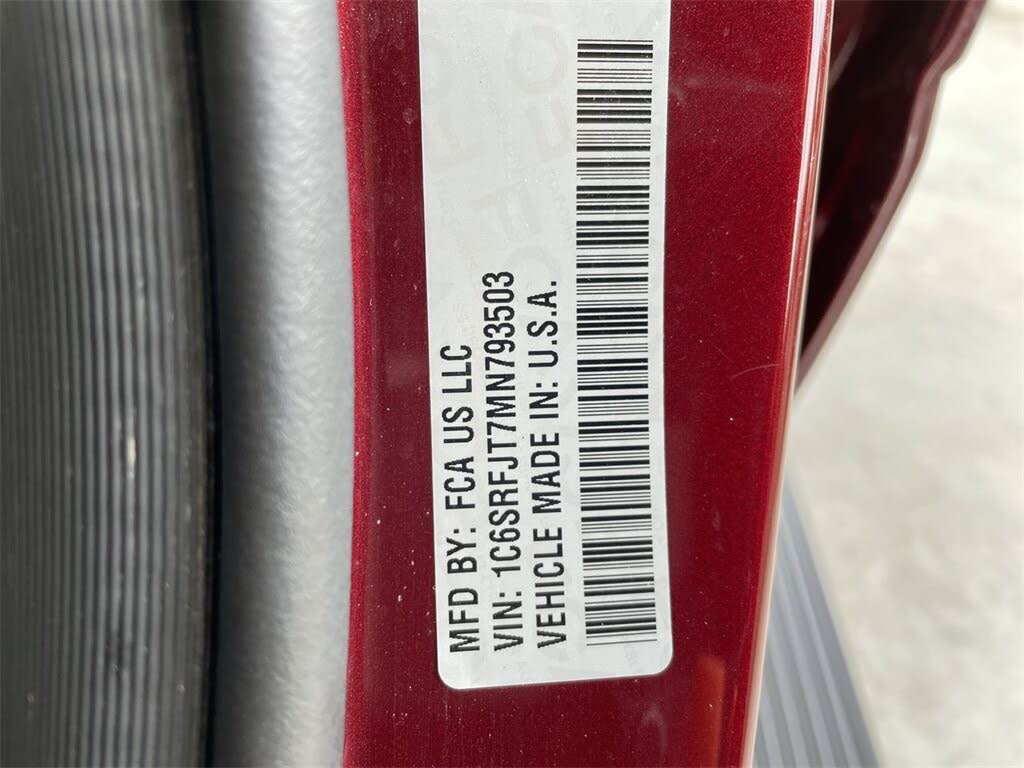 MFD BY: FCA US LLC
VIN: 1C6SRFJT7MN793503
VEHICLE MADE IN: U.S.A.